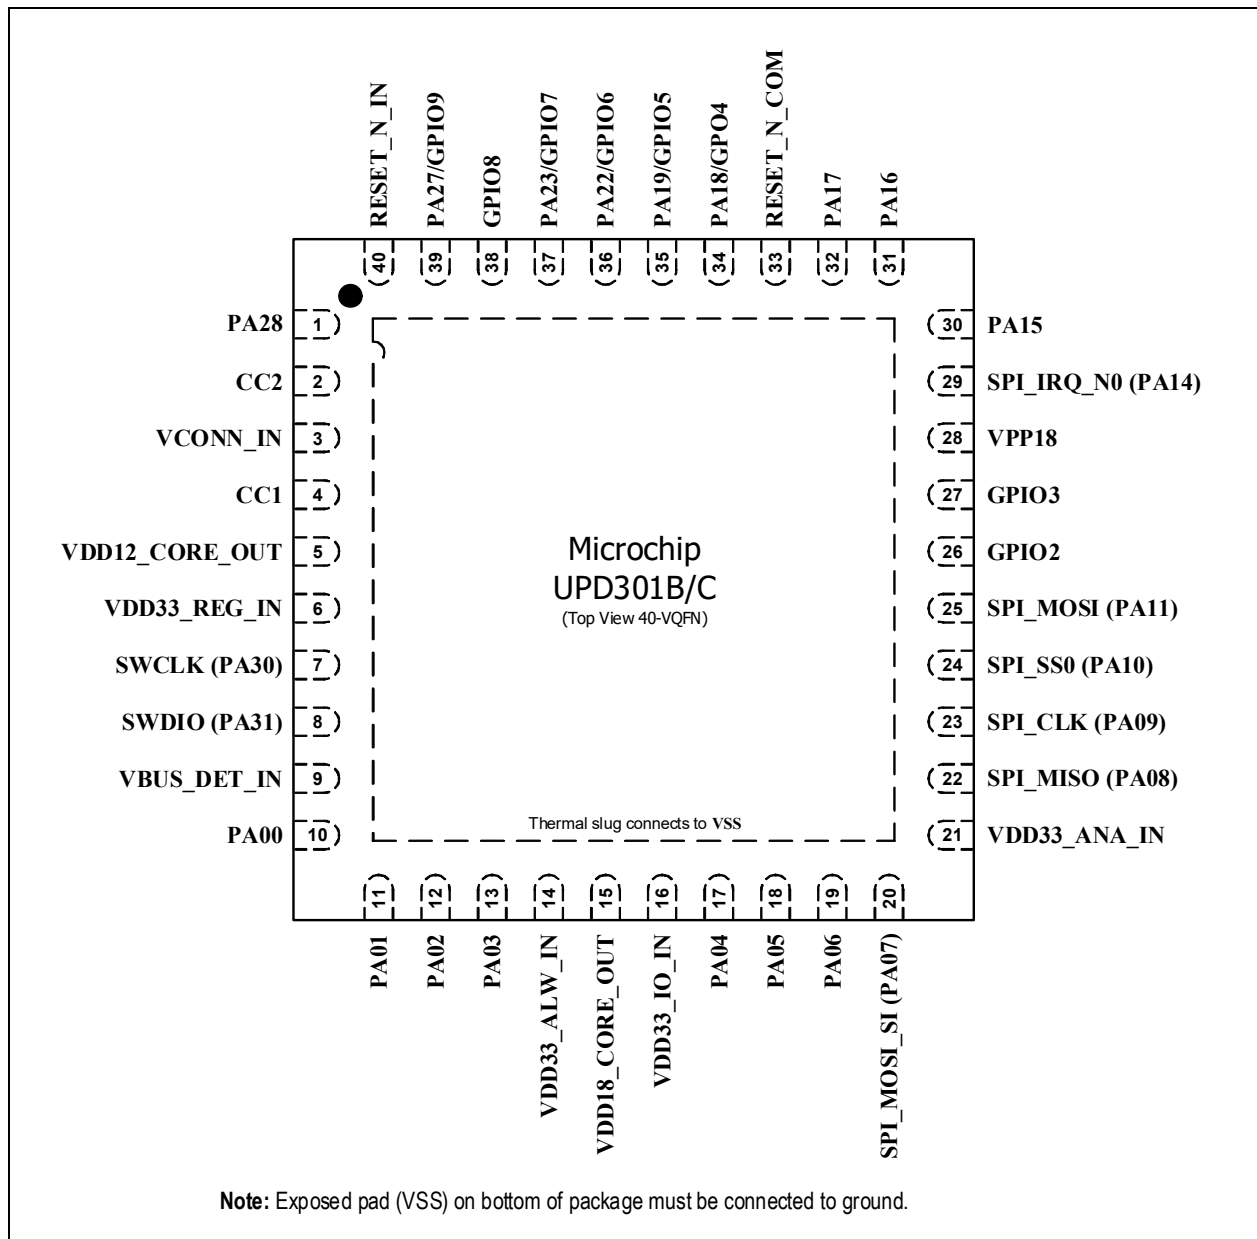 RESET_N_IN
PA27/GPIO9
GPIO8
PA23/GPIO7
PA22/GPIO6
PA19/GPIO5
PA18/GPO4
RESET_N_COM
PA17
PA16
40
39
38
37
36
35
34
33
32
31
PA28 1
CC2 2
VCONN_IN 3
CC1 4
VDD12_CORE_OUT 5
VDD33_REG_IN 6
SWCLK (PA30) 7
SWDIO (PA31) 8
VBUS_DET_IN 9
PA00 10
Microchip
UPD301B/C
(Top View 40-VQFN)
Thermal slug connects to VSS
30 PA15
29 SPI_IRQ_N0 (PA14)
28 VPP18
27 GPIO3
26 GPIO2
25 SPI_MOSI (PA11)
24 SPI_SS0 (PA10)
23 SPI_CLK (PA09)
22 SPI_MISO (PA08)
21 VDD33_ANA_IN
11
12
13
14
15
16
17
18
19
20
PA01
PA02
PA03
VDD33_ALW_IN
VDD18_CORE_OUT
VDD33_IO_IN
PA04
PA05
PA06
SPI_MOSI_SI (PA07)
Note: Exposed pad (VSS) on bottom of package must be connected to ground.